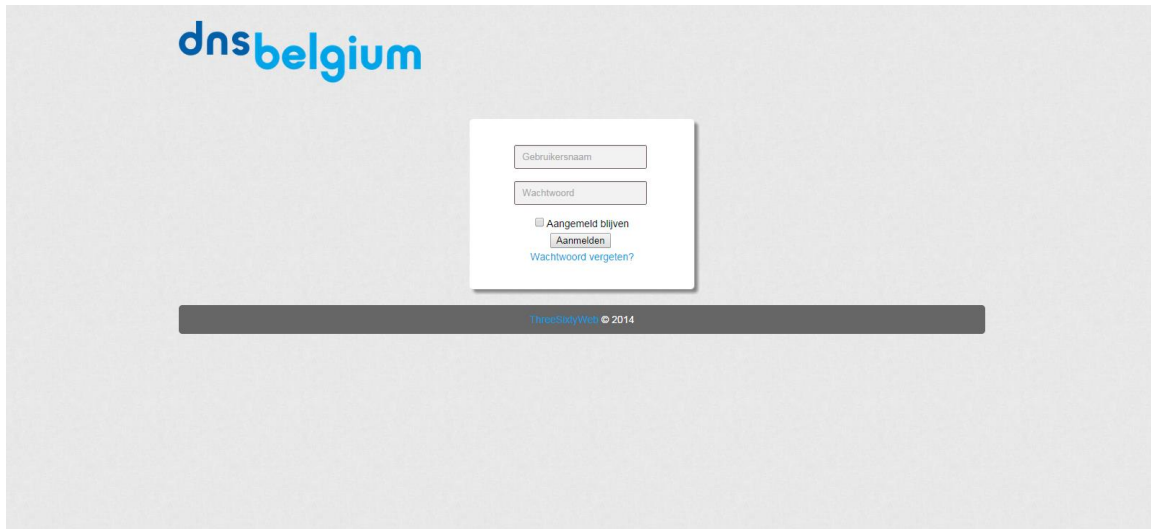 dnsbelgium
Gebruikersnaam
Wachtwoord
Aangemeld blijven
Aanmelden
Wachtwoord vergeten?
ThreeSixtyWeb © 2014